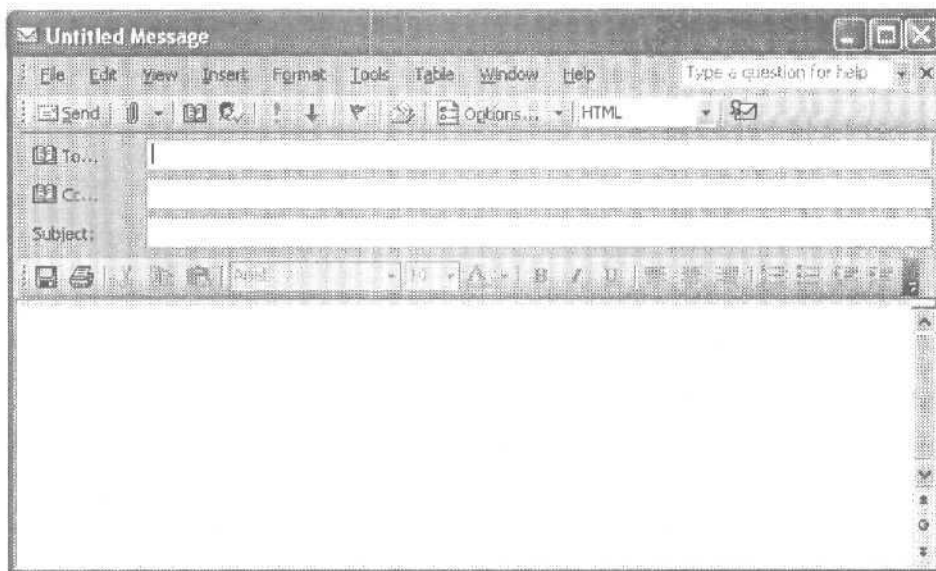 Untitled Message
File Edit View Insert Format Tools Table Window Help Type a question for help
Send Options... HTML
To...
Cc...
Subject:
10 A B I U